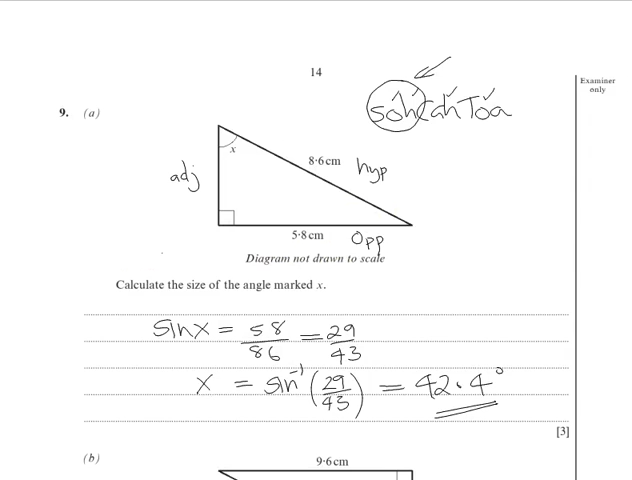 14
Examiner
only
sohcahToa
9. (a)
x
8·6 cm
hyp
adj
5·8 cm
opp
Diagram not drawn to scale
Calculate the size of the angle marked x.
sinx = 58/86 = 29/43
x = sin⁻¹(29/43) = 42.4°
[3]
(b)
9·6 cm